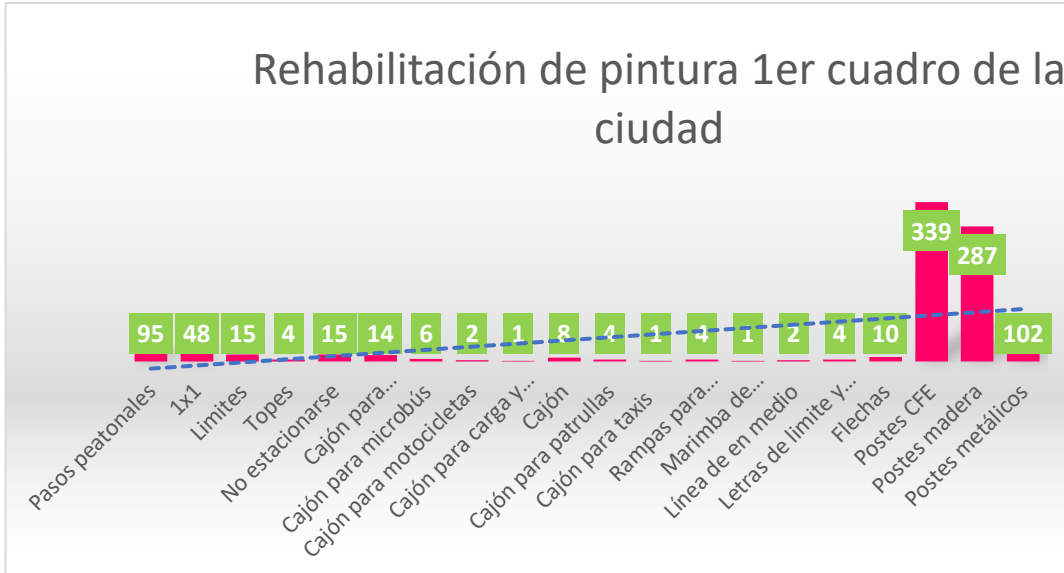 Rehabilitación de pintura 1er cuadro de la
ciudad
95
48
15
4
15
14
6
2
1
8
4
1
4
1
2
4
10
339
287
102
Pasos peatonales
1x1
Limites
Topes
No estacionarse
Cajón para...
Cajón para microbús
Cajón para motocicletas
Cajón para carga y...
Cajón
Cajón para patrullas
Cajón para taxis
Rampas para...
Marimba de...
Línea de en medio
Letras de limite y...
Flechas
Postes CFE
Postes madera
Postes metálicos